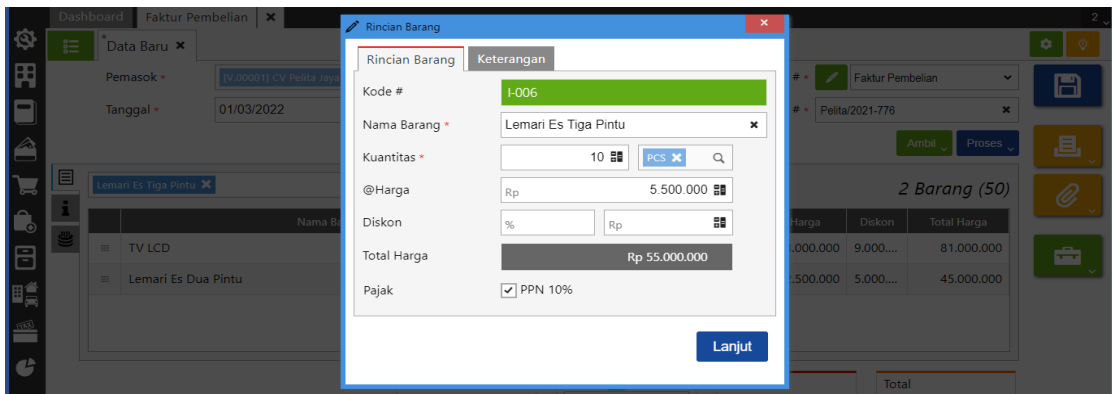 Dashboard Faktur Pembelian
2
Data Baru
Pemasok * [V.00001] CV Pelita Jaya
Tanggal * 01/03/2022
# * Faktur Pembelian
# * Pelita/2021-776
Ambil Proses
Lemari Es Tiga Pintu
2 Barang (50)
Nama Ba Harga Diskon Total Harga
TV LCD .000.000 9.000.... 81.000.000
Lemari Es Dua Pintu .500.000 5.000.... 45.000.000
Total
Rincian Barang
Rincian Barang Keterangan
Kode # I-006
Nama Barang * Lemari Es Tiga Pintu
Kuantitas * 10 PCS
@Harga Rp 5.500.000
Diskon % Rp
Total Harga Rp 55.000.000
Pajak PPN 10%
Lanjut